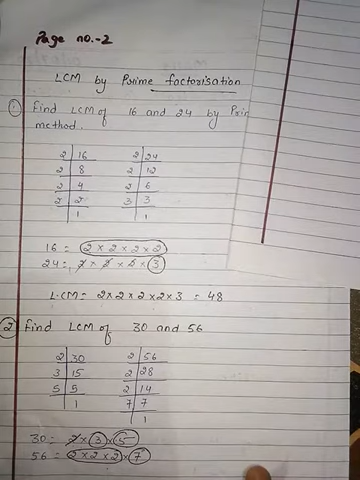 Page no.-2
LCM by Prime factorisation
① Find LCM of 16 and 24 by
method.
2 | 16   2 | 24
2 | 8   2 | 12
2 | 4   2 | 6
2 | 2   3 | 3
| 1   | 1
16 = 2 × 2 × 2 × 2
24 = 2 × 2 × 2 × 3
L.CM = 2 × 2 × 2 × 2 × 3 = 48
② Find LCM of 30 and 56
2 | 30   2 | 56
3 | 15   2 | 28
5 | 5   2 | 14
| 1   7 | 7
| 1
30 = 2 × 3 × 5
56 = 2 × 2 × 2 × 7